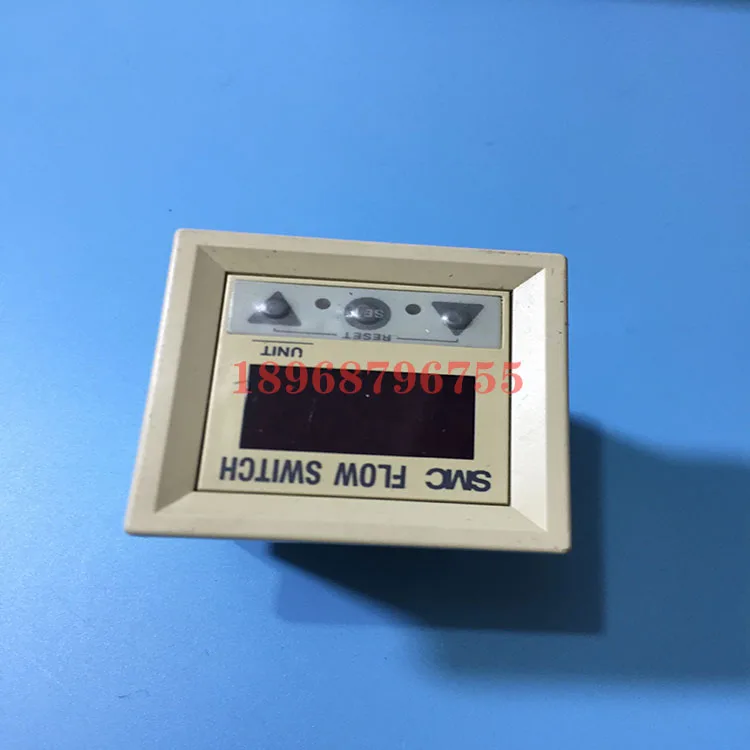 SMC FLOW SWITCH
18968796755
UNIT
RESET
SET